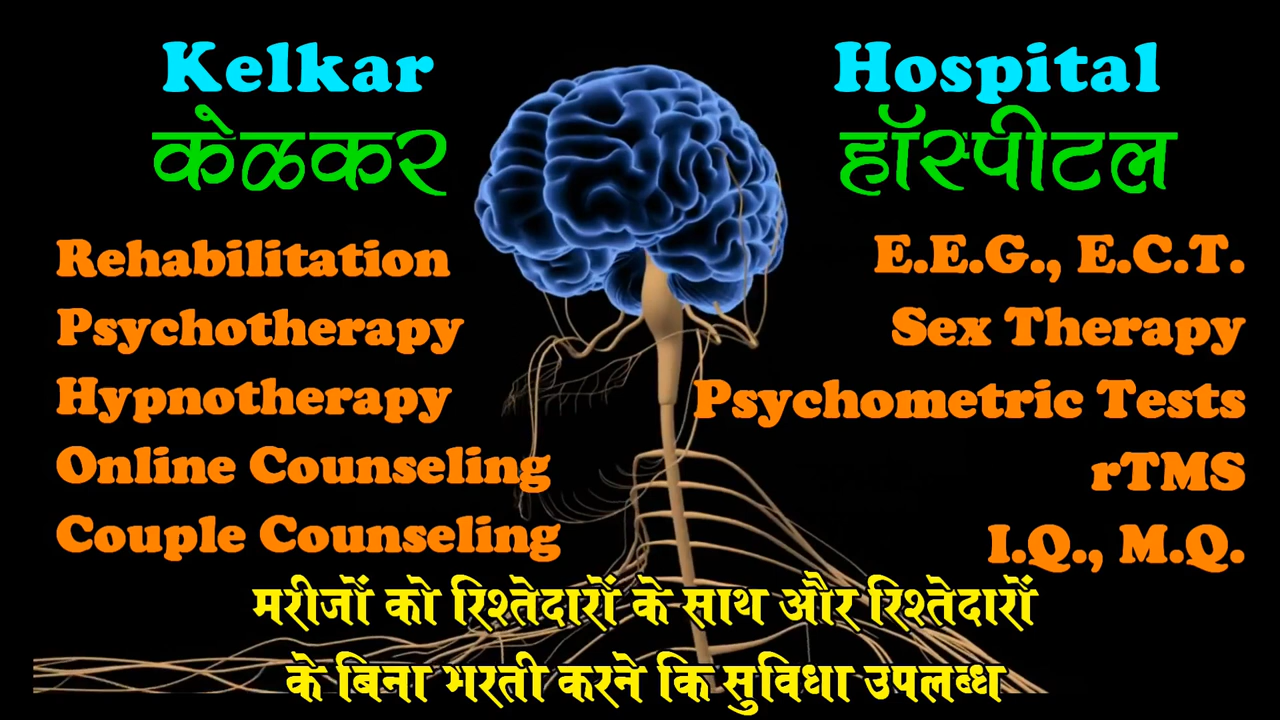 Kelkar Hospital
केळकर हॉस्पीटल
Rehabilitation
Psychotherapy
Hypnotherapy
Online Counseling
Couple Counseling
E.E.G., E.C.T.
Sex Therapy
Psychometric Tests
rTMS
I.Q., M.Q.
मरीजों को रिश्तेदारों के साथ और रिश्तेदारों
के बिना भरती करने कि सुविधा उपलब्ध